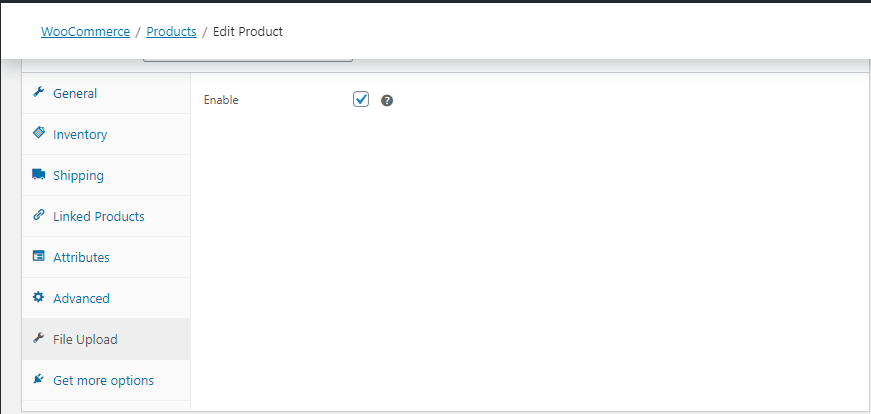 WooCommerce / Products / Edit Product
General
Enable
Inventory
Shipping
Linked Products
Attributes
Advanced
File Upload
Get more options